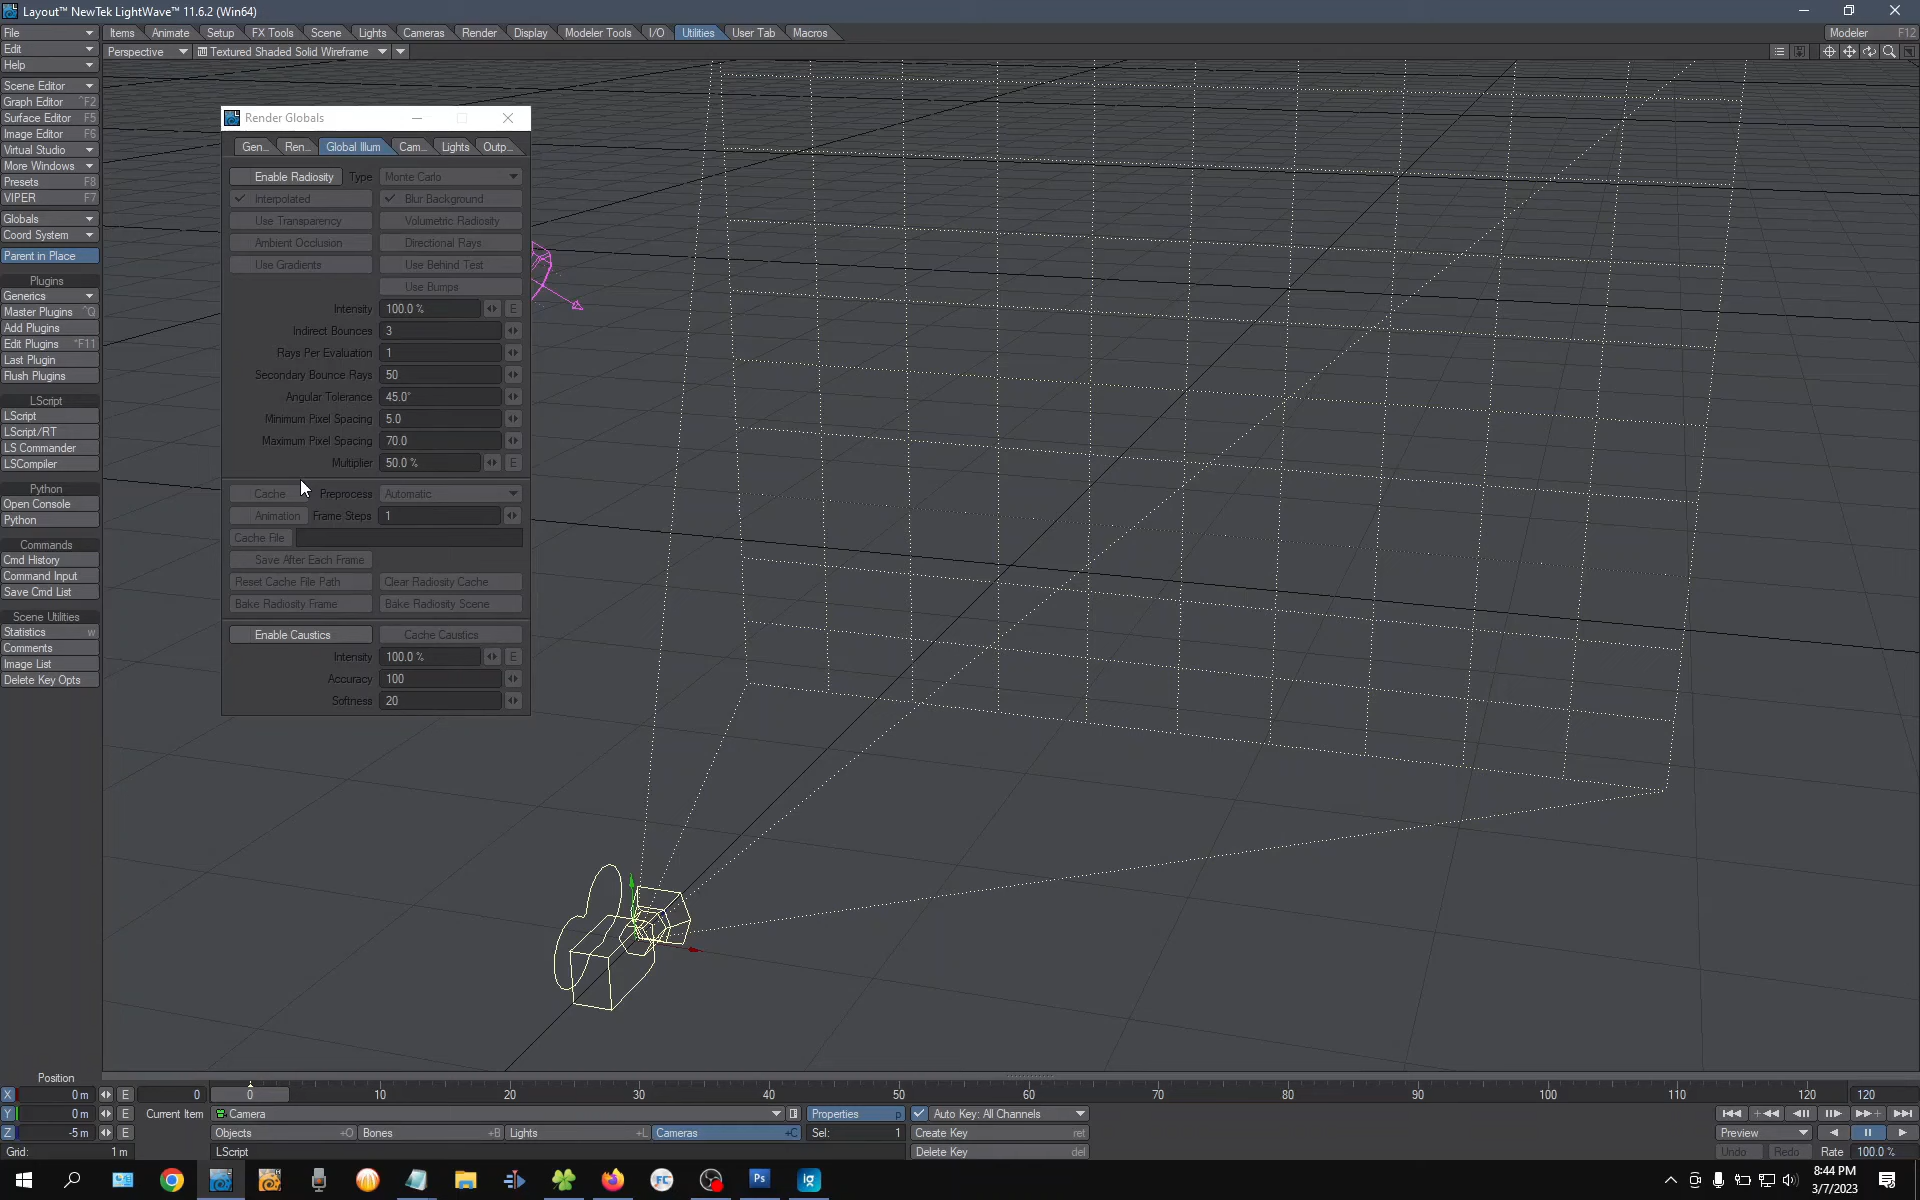 Layout™ NewTek LightWave™ 11.6.2 (Win64)
File Items Animate Setup FX Tools Scene Lights Cameras Render Display Modeler Tools I/O Utilities User Tab Macros Modeler F12
Edit Perspective Textured Shaded Solid Wireframe
Help
Scene Editor
Graph Editor ^F2
Surface Editor F5
Image Editor F6
Virtual Studio
More Windows
Presets F8
VIPER F7
Globals
Coord System
Parent in Place
Plugins
Generics
Master Plugins ^Q
Add Plugins
Edit Plugins ^F11
Last Plugin
Flush Plugins
LScript
LScript
LScript/RT
LS Commander
LSCompiler
Python
Open Console
Python
Commands
Cmd History
Command Input
Save Cmd List
Scene Utilities
Statistics w
Comments
Image List
Delete Key Opts
Render Globals
Gen... Ren... Global Illum Cam... Lights Outp...
Enable Radiosity Type Monte Carlo
Interpolated Blur Background
Use Transparency Volumetric Radiosity
Ambient Occlusion Directional Rays
Use Gradients Use Behind Test
Use Bumps
Intensity 100.0 % E
Indirect Bounces 3
Rays Per Evaluation 1
Secondary Bounce Rays 50
Angular Tolerance 45.0°
Minimum Pixel Spacing 5.0
Maximum Pixel Spacing 70.0
Multiplier 50.0 % E
Cache Preprocess Automatic
Animation Frame Steps 1
Cache File
Save After Each Frame
Reset Cache File Path Clear Radiosity Cache
Bake Radiosity Frame Bake Radiosity Scene
Enable Caustics Cache Caustics
Intensity 100.0 % E
Accuracy 100
Softness 20
Position
X 0 m E 0 0 10 20 30 40 50 60 70 80 90 100 110 120 120
Y 0 m E Current Item Camera Properties p Auto Key: All Channels
Z -5 m E Objects +O Bones +B Lights +L Cameras +C Sel: 1 Create Key ret Preview
Grid: 1 m LScript Delete Key del Undo Redo Rate 100.0 %
FC Ps Ig
8:44 PM
3/7/2023